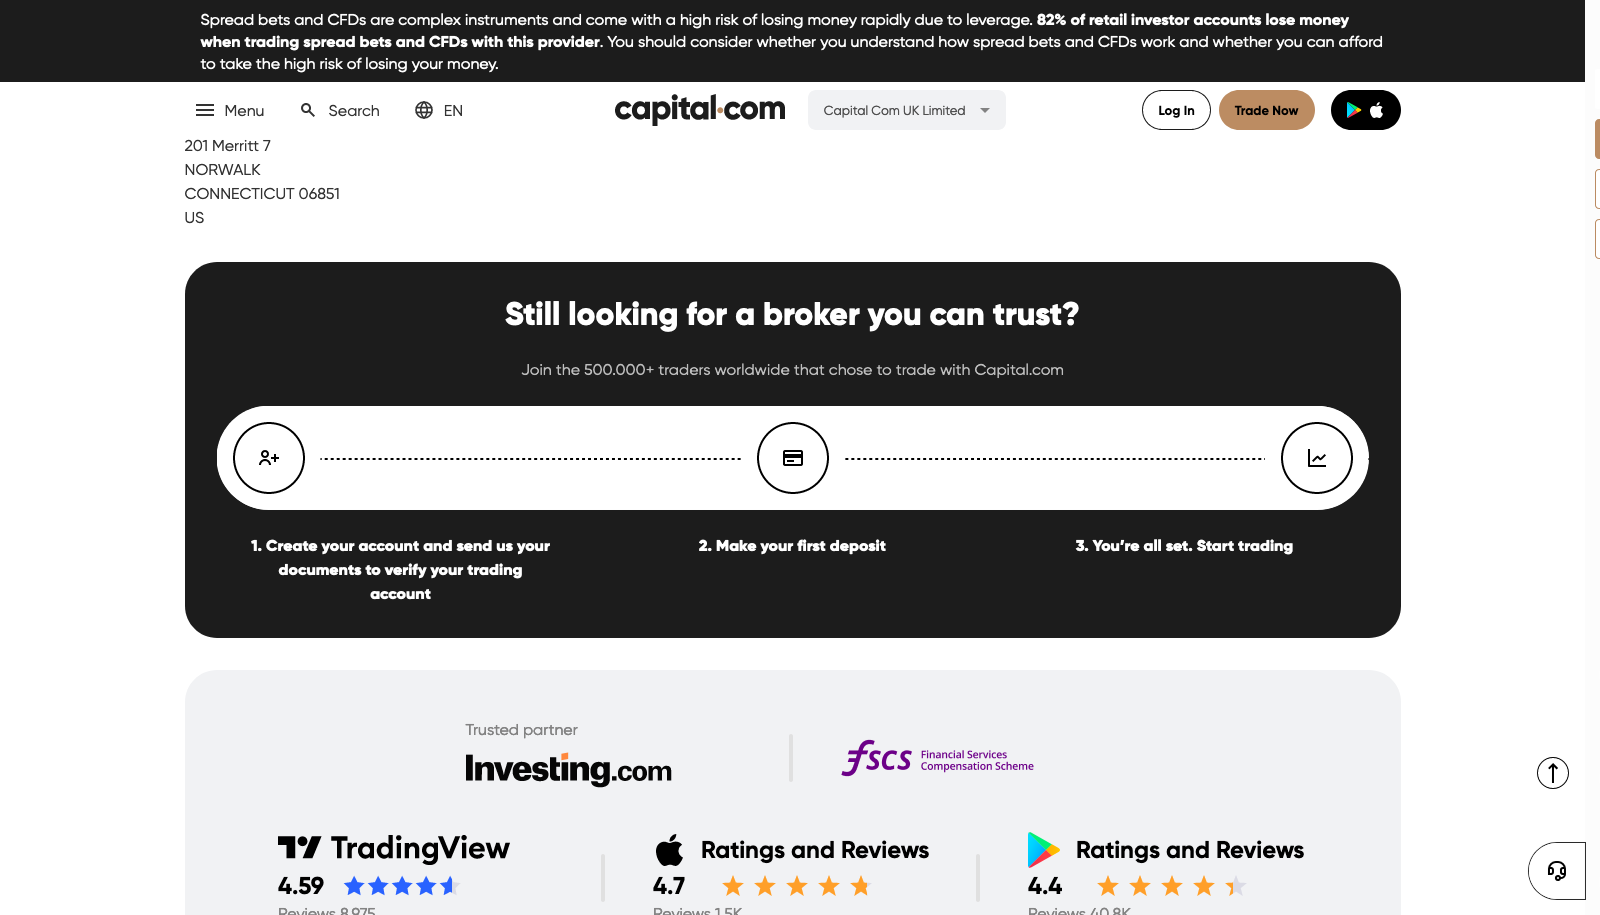 Spread bets and CFDs are complex instruments and come with a high risk of losing money rapidly due to leverage. 82% of retail investor accounts lose money
when trading spread bets and CFDs with this provider. You should consider whether you understand how spread bets and CFDs work and whether you can afford
to take the high risk of losing your money.
Menu
Search
EN
capital.com
Capital Com UK Limited
Log In
Trade Now
201 Merritt 7
NORWALK
CONNECTICUT 06851
US
Still looking for a broker you can trust?
Join the 500.000+ traders worldwide that chose to trade with Capital.com
1. Create your account and send us your
documents to verify your trading
account
2. Make your first deposit
3. You're all set. Start trading
Trusted partner
Investing.com
fscs Financial Services
Compensation Scheme
TradingView
4.59
Reviews 8,975
Ratings and Reviews
4.7
Reviews 1.5K
Ratings and Reviews
4.4
Reviews 40.8K